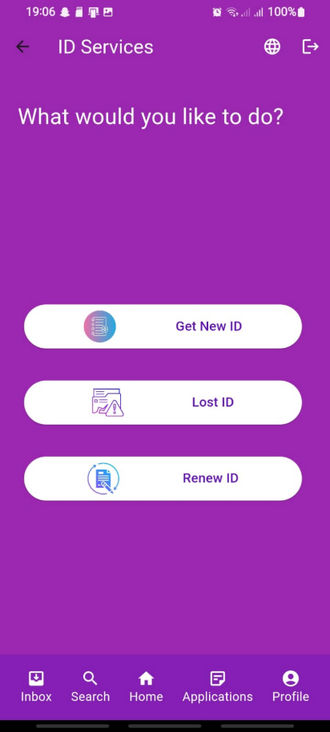 19:06 100%
ID Services
What would you like to do?
Get New ID
Lost ID
Renew ID
Inbox Search Home Applications Profile